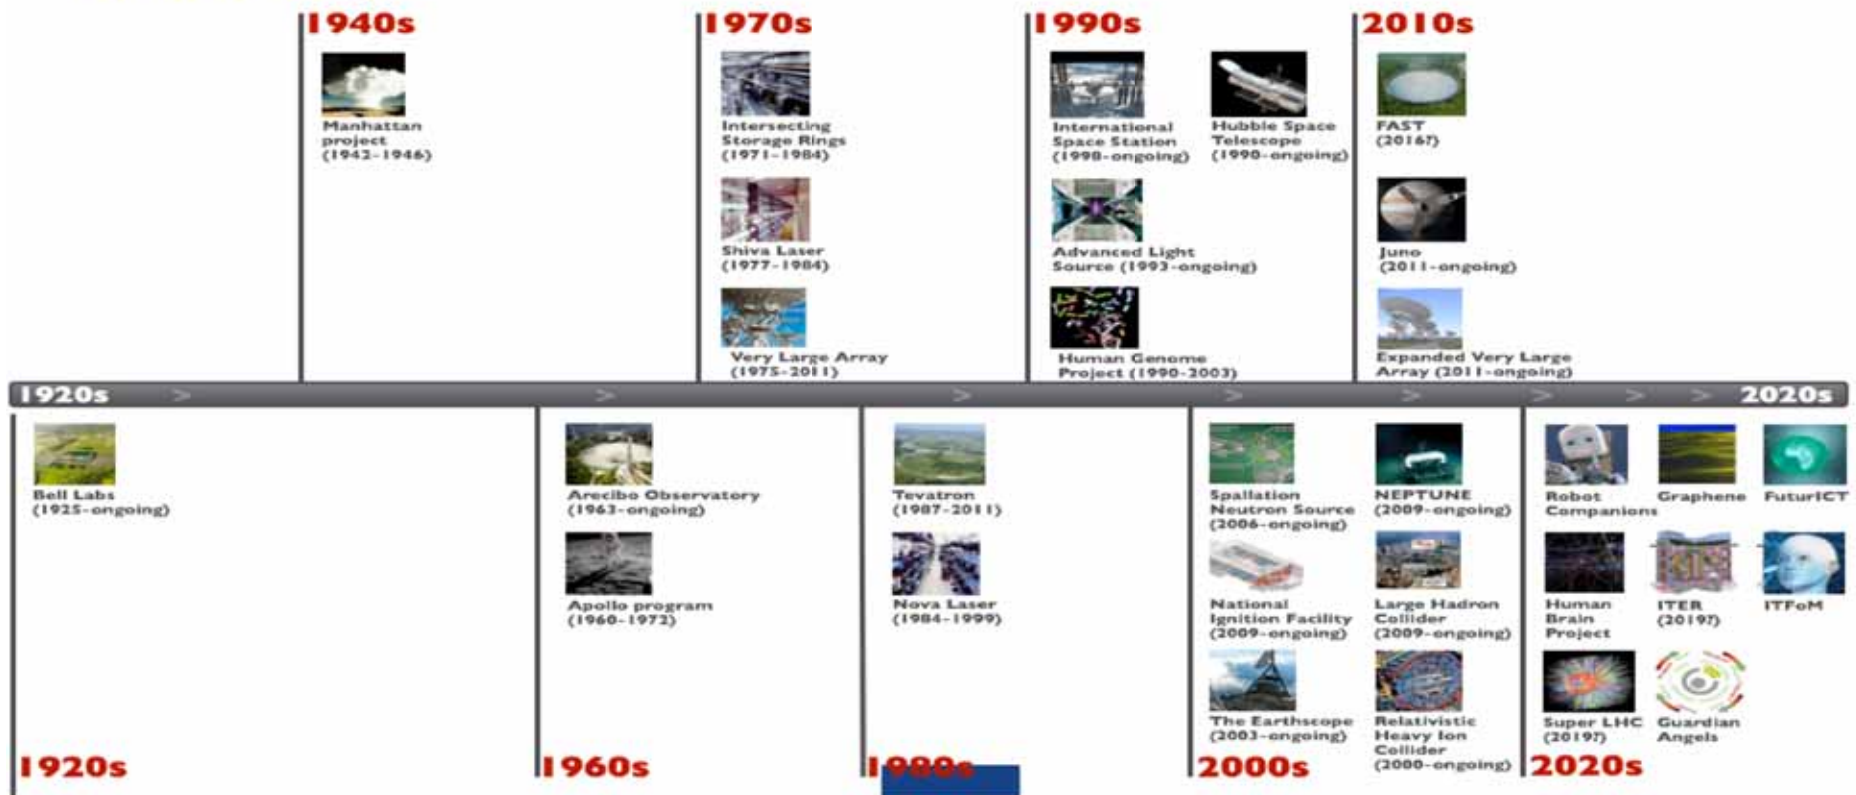 1940s
Manhattan
project
(1942-1946)
1970s
Intersecting
Storage Rings
(1971-1984)
Shiva Laser
(1977-1984)
Very Large Array
(1975-2011)
1990s
International
Space Station
(1998-ongoing)
Hubble Space
Telescope
(1990-ongoing)
Advanced Light
Source (1993-ongoing)
Human Genome
Project (1990-2003)
2010s
FAST
(2016?)
Juno
(2011-ongoing)
Expanded Very Large
Array (2011-ongoing)
1920s > > > > > > > > 2020s
Bell Labs
(1925-ongoing)
1920s
Arecibo Observatory
(1963-ongoing)
Apollo program
(1960-1972)
1960s
Tevatron
(1987-2011)
Nova Laser
(1984-1999)
1980s
Spallation
Neutron Source
(2006-ongoing)
NEPTUNE
(2009-ongoing)
National
Ignition Facility
(2009-ongoing)
Large Hadron
Collider
(2009-ongoing)
The Earthscope
(2003-ongoing)
Relativistic
Heavy Ion
Collider
(2000-ongoing)
2000s
Robot
Companions
Graphene
FuturICT
Human
Brain
Project
ITER
(2019?)
ITFoM
Super LHC
(2019?)
Guardian
Angels
2020s